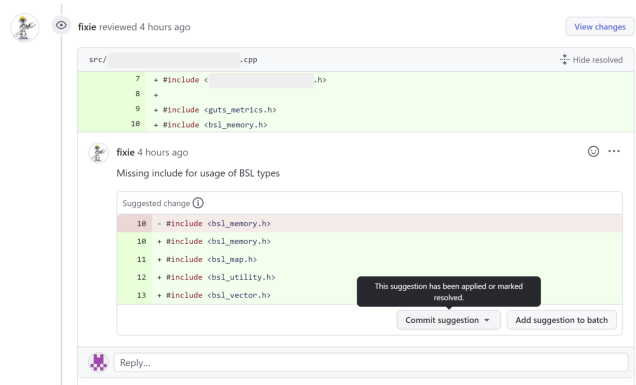 fixie reviewed 4 hours ago
View changes
src/ .cpp
Hide resolved
7 + #include < .h>
8 +
9 + #include <guts_metrics.h>
10 + #include <bsl_memory.h>
fixie 4 hours ago
Missing include for usage of BSL types
Suggested change
10 - #include <bsl_memory.h>
10 + #include <bsl_memory.h>
11 + #include <bsl_map.h>
12 + #include <bsl_utility.h>
13 + #include <bsl_vector.h>
This suggestion has been applied or marked
resolved.
Commit suggestion
Add suggestion to batch
Reply...